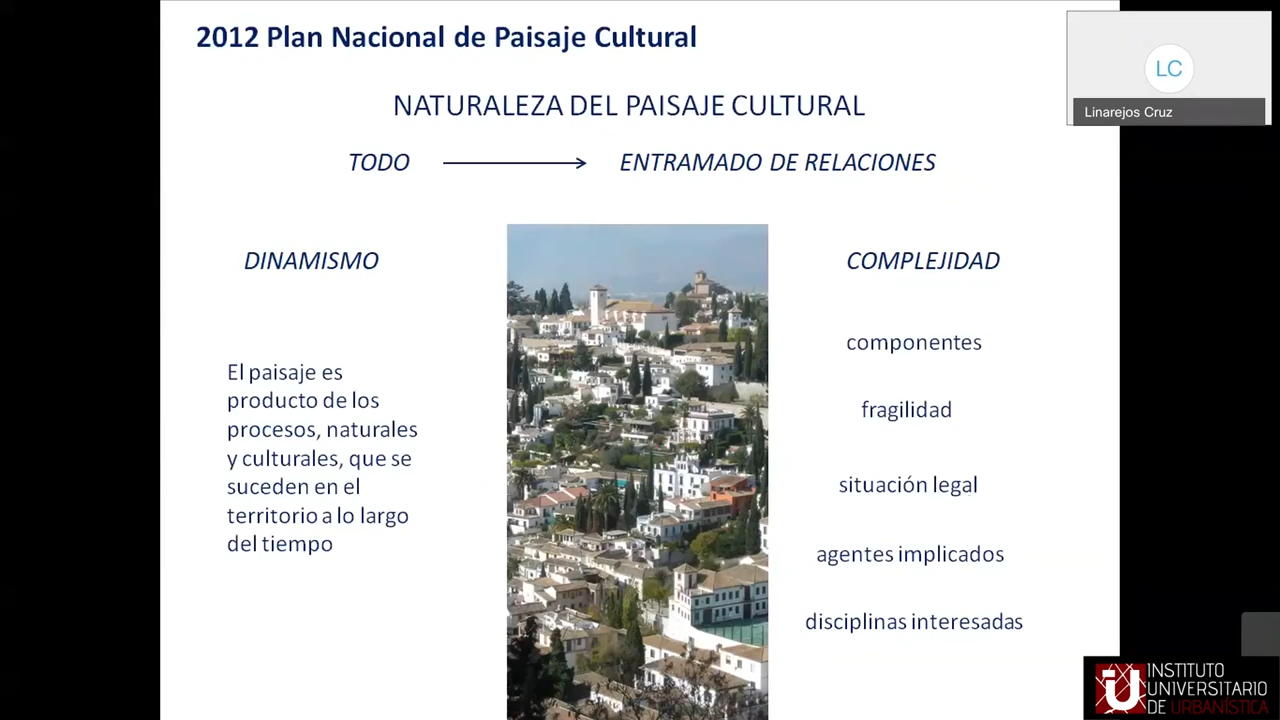 2012 Plan Nacional de Paisaje Cultural
LC
Linarejos Cruz
NATURALEZA DEL PAISAJE CULTURAL
TODO
ENTRAMADO DE RELACIONES
DINAMISMO
El paisaje es
producto de los
procesos, naturales
y culturales, que se
suceden en el
territorio a lo largo
del tiempo
COMPLEJIDAD
componentes
fragilidad
situación legal
agentes implicados
disciplinas interesadas
INSTITUTO
UNIVERSITARIO
DE URBANÍSTICA